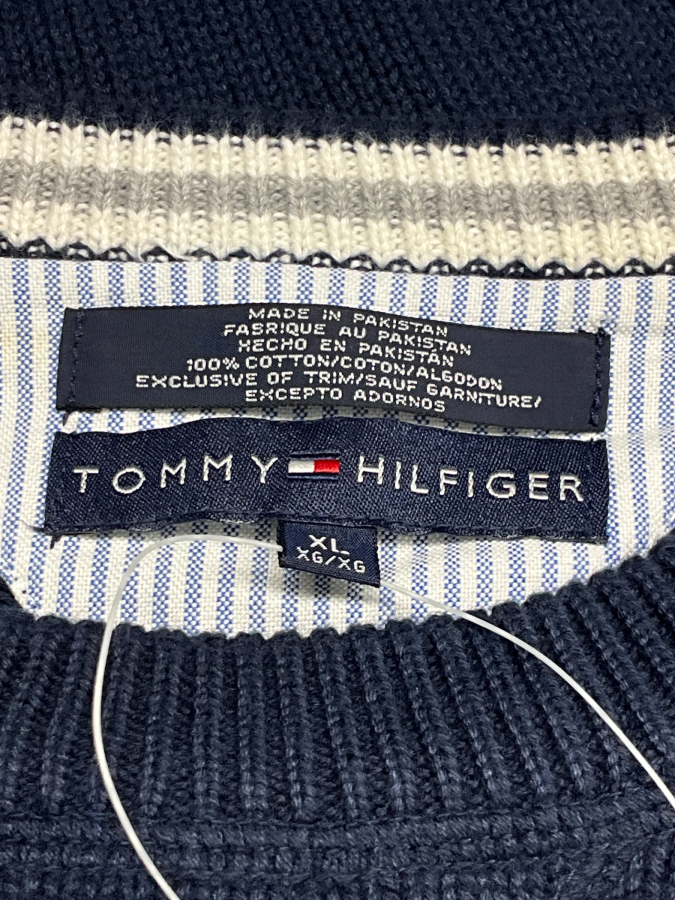 MADE IN PAKISTAN
FABRIQUE AU PAKISTAN
HECHO EN PAKISTÁN
100% COTTON/COTON/ALGODON
EXCLUSIVE OF TRIM/SAUF GARNITURE/
EXCEPTO ADORNOS
TOMMY HILFIGER
XL
XG/XG